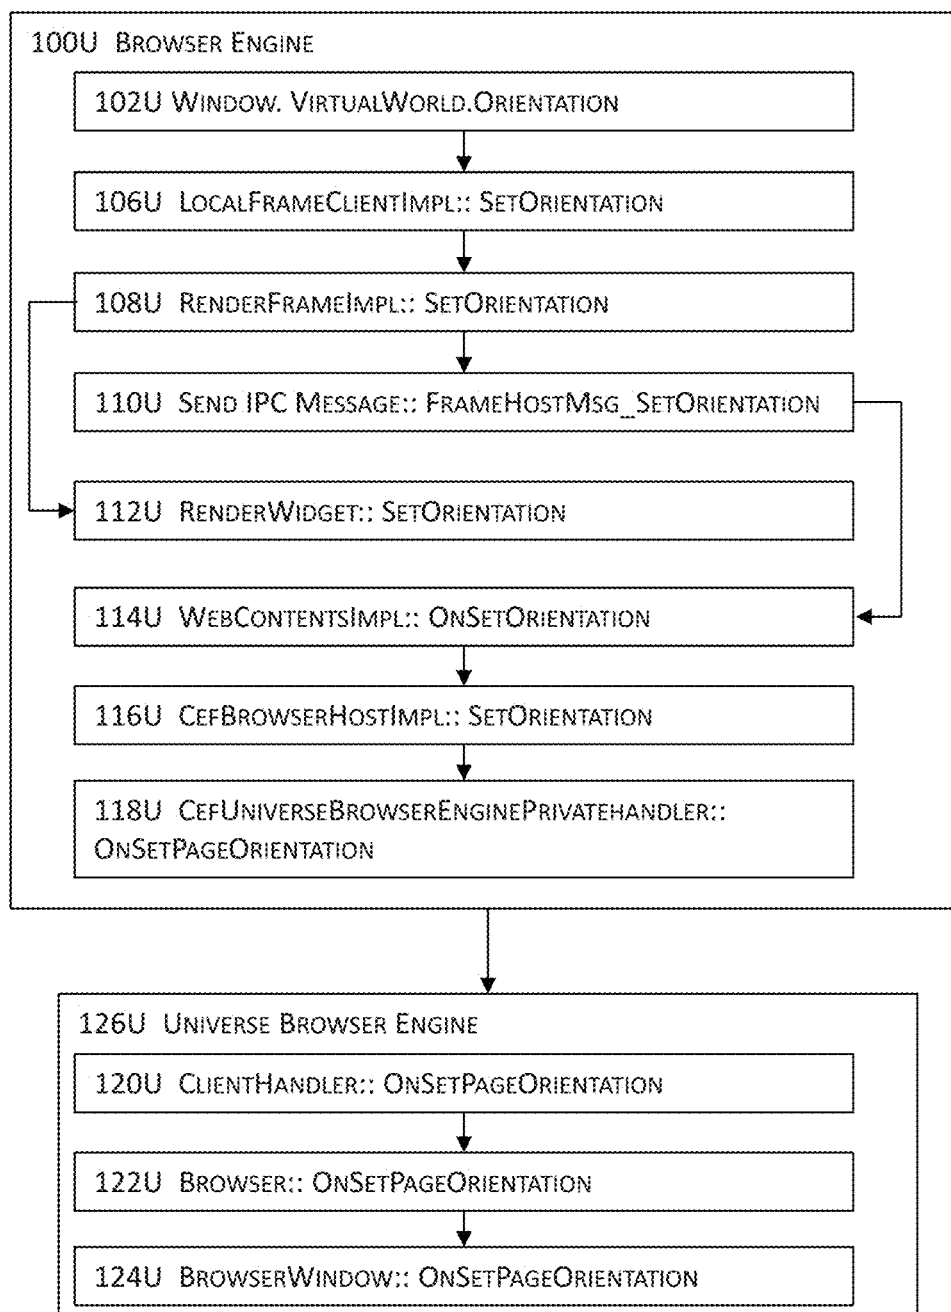 100U BROWSER ENGINE
102U WINDOW. VIRTUALWORLD.ORIENTATION
106U LOCALFRAMECLIENTIMPL:: SETORIENTATION
108U RENDERFRAMEIMPL:: SETORIENTATION
110U SEND IPC MESSAGE:: FRAMEHOSTMSG_SETORIENTATION
112U RENDERWIDGET:: SETORIENTATION
114U WEBCONTENTSIMPL:: ONSETORIENTATION
116U CEFBROWSERHOSTIMPL:: SETORIENTATION
118U CEFUNIVERSEBROWSERENGINEPRIVATEHANDLER::
ONSETPAGEORIENTATION
126U UNIVERSE BROWSER ENGINE
120U CLIENTHANDLER:: ONSETPAGEORIENTATION
122U BROWSER:: ONSETPAGEORIENTATION
124U BROWSERWINDOW:: ONSETPAGEORIENTATION